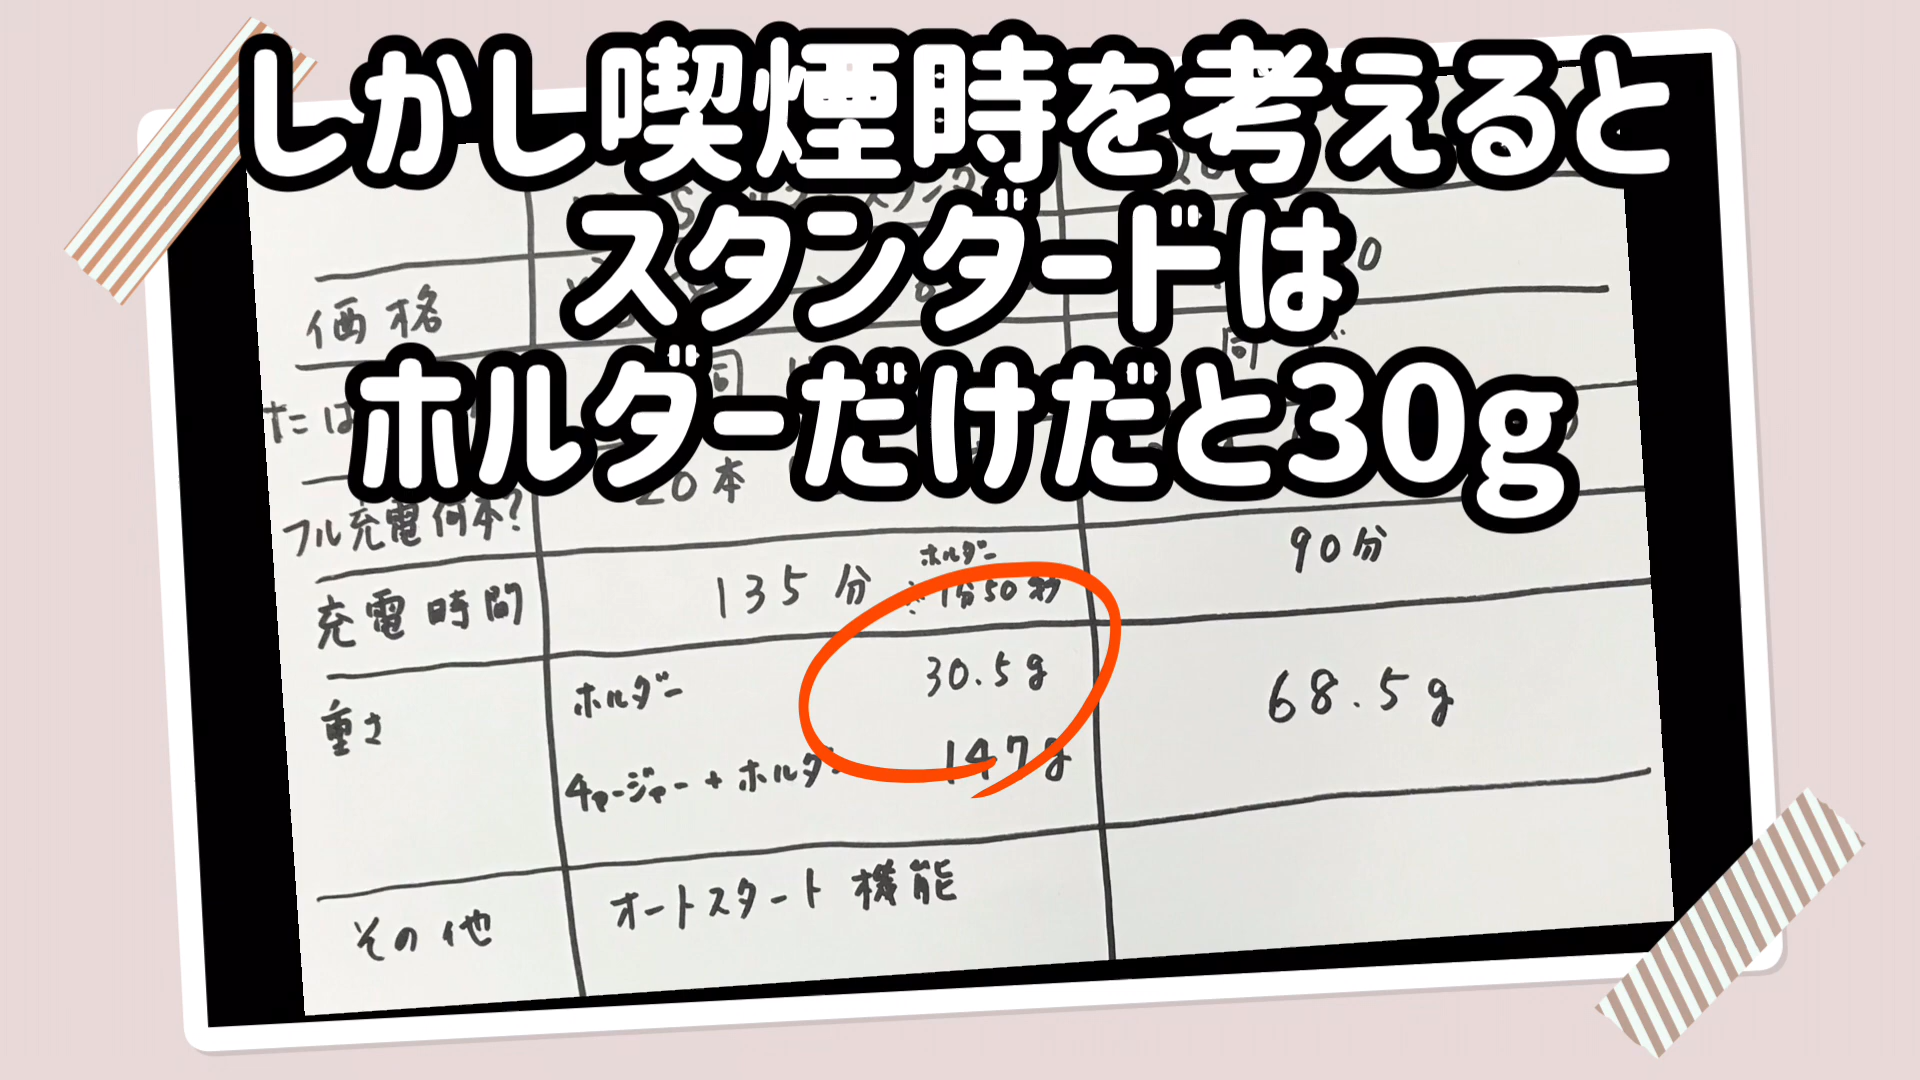 しかし喫煙時を考えると
スタンダードは
ホルダーだけだと30g
価格
たは
フル充電何本?
20本
充電時間
135分
ホルダー
※1分50秒
90分
重さ
ホルダー 30.5g
チャージャー+ホルダー 147g
68.5g
その他
オートスタート機能